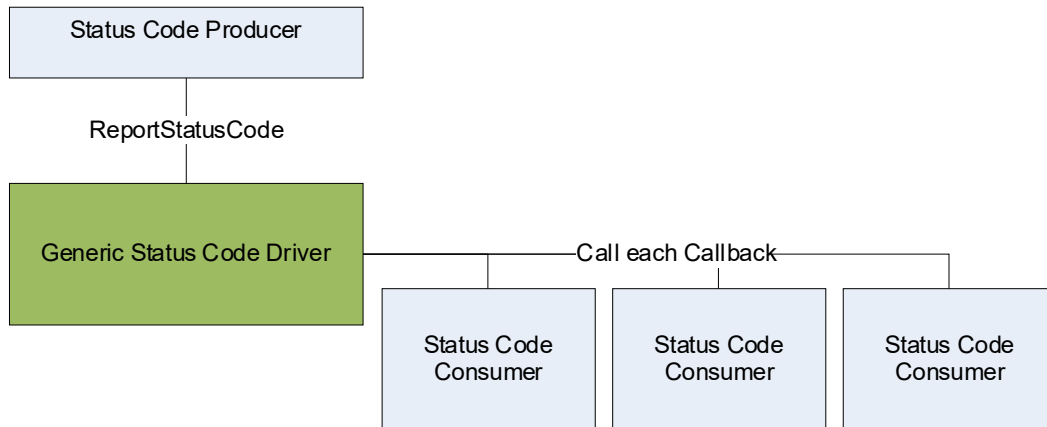 Status Code Producer
ReportStatusCode
Generic Status Code Driver
Call each Callback
Status Code
Consumer
Status Code
Consumer
Status Code
Consumer